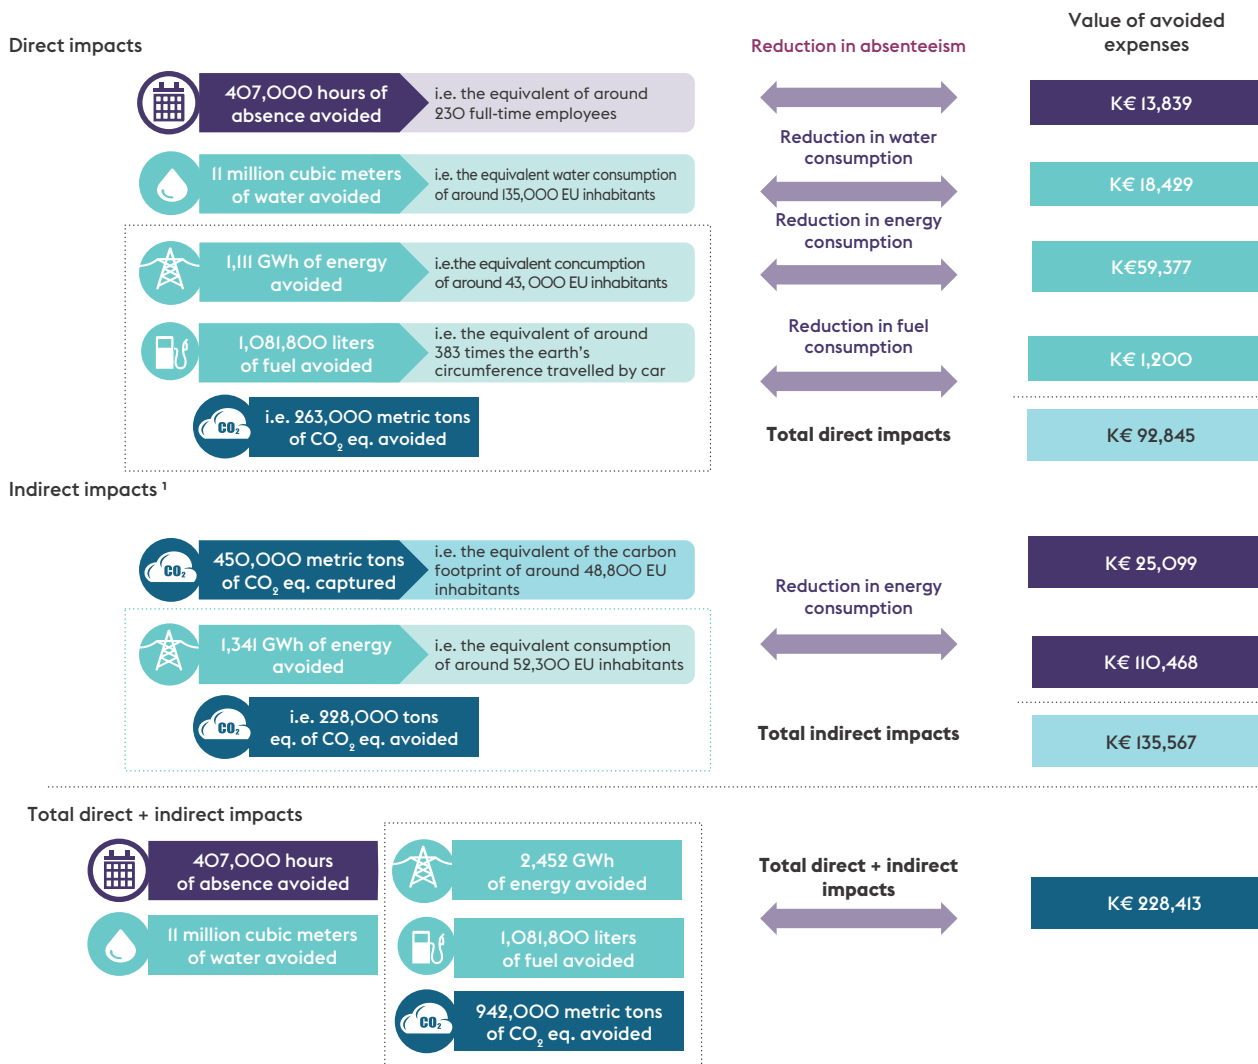 Value of avoided
expenses
Direct impacts
Reduction in absenteeism
407,000 hours of
absence avoided
i.e. the equivalent of around
230 full-time employees
K€ 13,839
Reduction in water
consumption
11 million cubic meters
of water avoided
i.e. the equivalent water consumption
of around 135,000 EU inhabitants
K€ 18,429
Reduction in energy
consumption
1,111 GWh of energy
avoided
i.e.the equivalent concumption
of around 43, 000 EU inhabitants
K€59,377
Reduction in fuel
consumption
1,081,800 liters
of fuel avoided
i.e. the equivalent of around
383 times the earth's
circumference travelled by car
K€ 1,200
CO₂
i.e. 263,000 metric tons
of CO₂ eq. avoided
Total direct impacts
K€ 92,845
Indirect impacts ¹
CO₂
450,000 metric tons
of CO₂ eq. captured
i.e. the equivalent of the carbon
footprint of around 48,800 EU
inhabitants
K€ 25,099
Reduction in energy
consumption
1,341 GWh of energy
avoided
i.e. the equivalent consumption
of around 52,300 EU inhabitants
K€ 110,468
CO₂
i.e. 228,000 tons
eq. of CO₂ eq. avoided
Total indirect impacts
K€ 135,567
Total direct + indirect impacts
407,000 hours
of absence avoided
2,452 GWh
of energy avoided
Total direct + indirect
impacts
K€ 228,413
11 million cubic meters
of water avoided
1,081,800 liters
of fuel avoided
CO₂
942,000 metric tons
of CO₂ eq. avoided